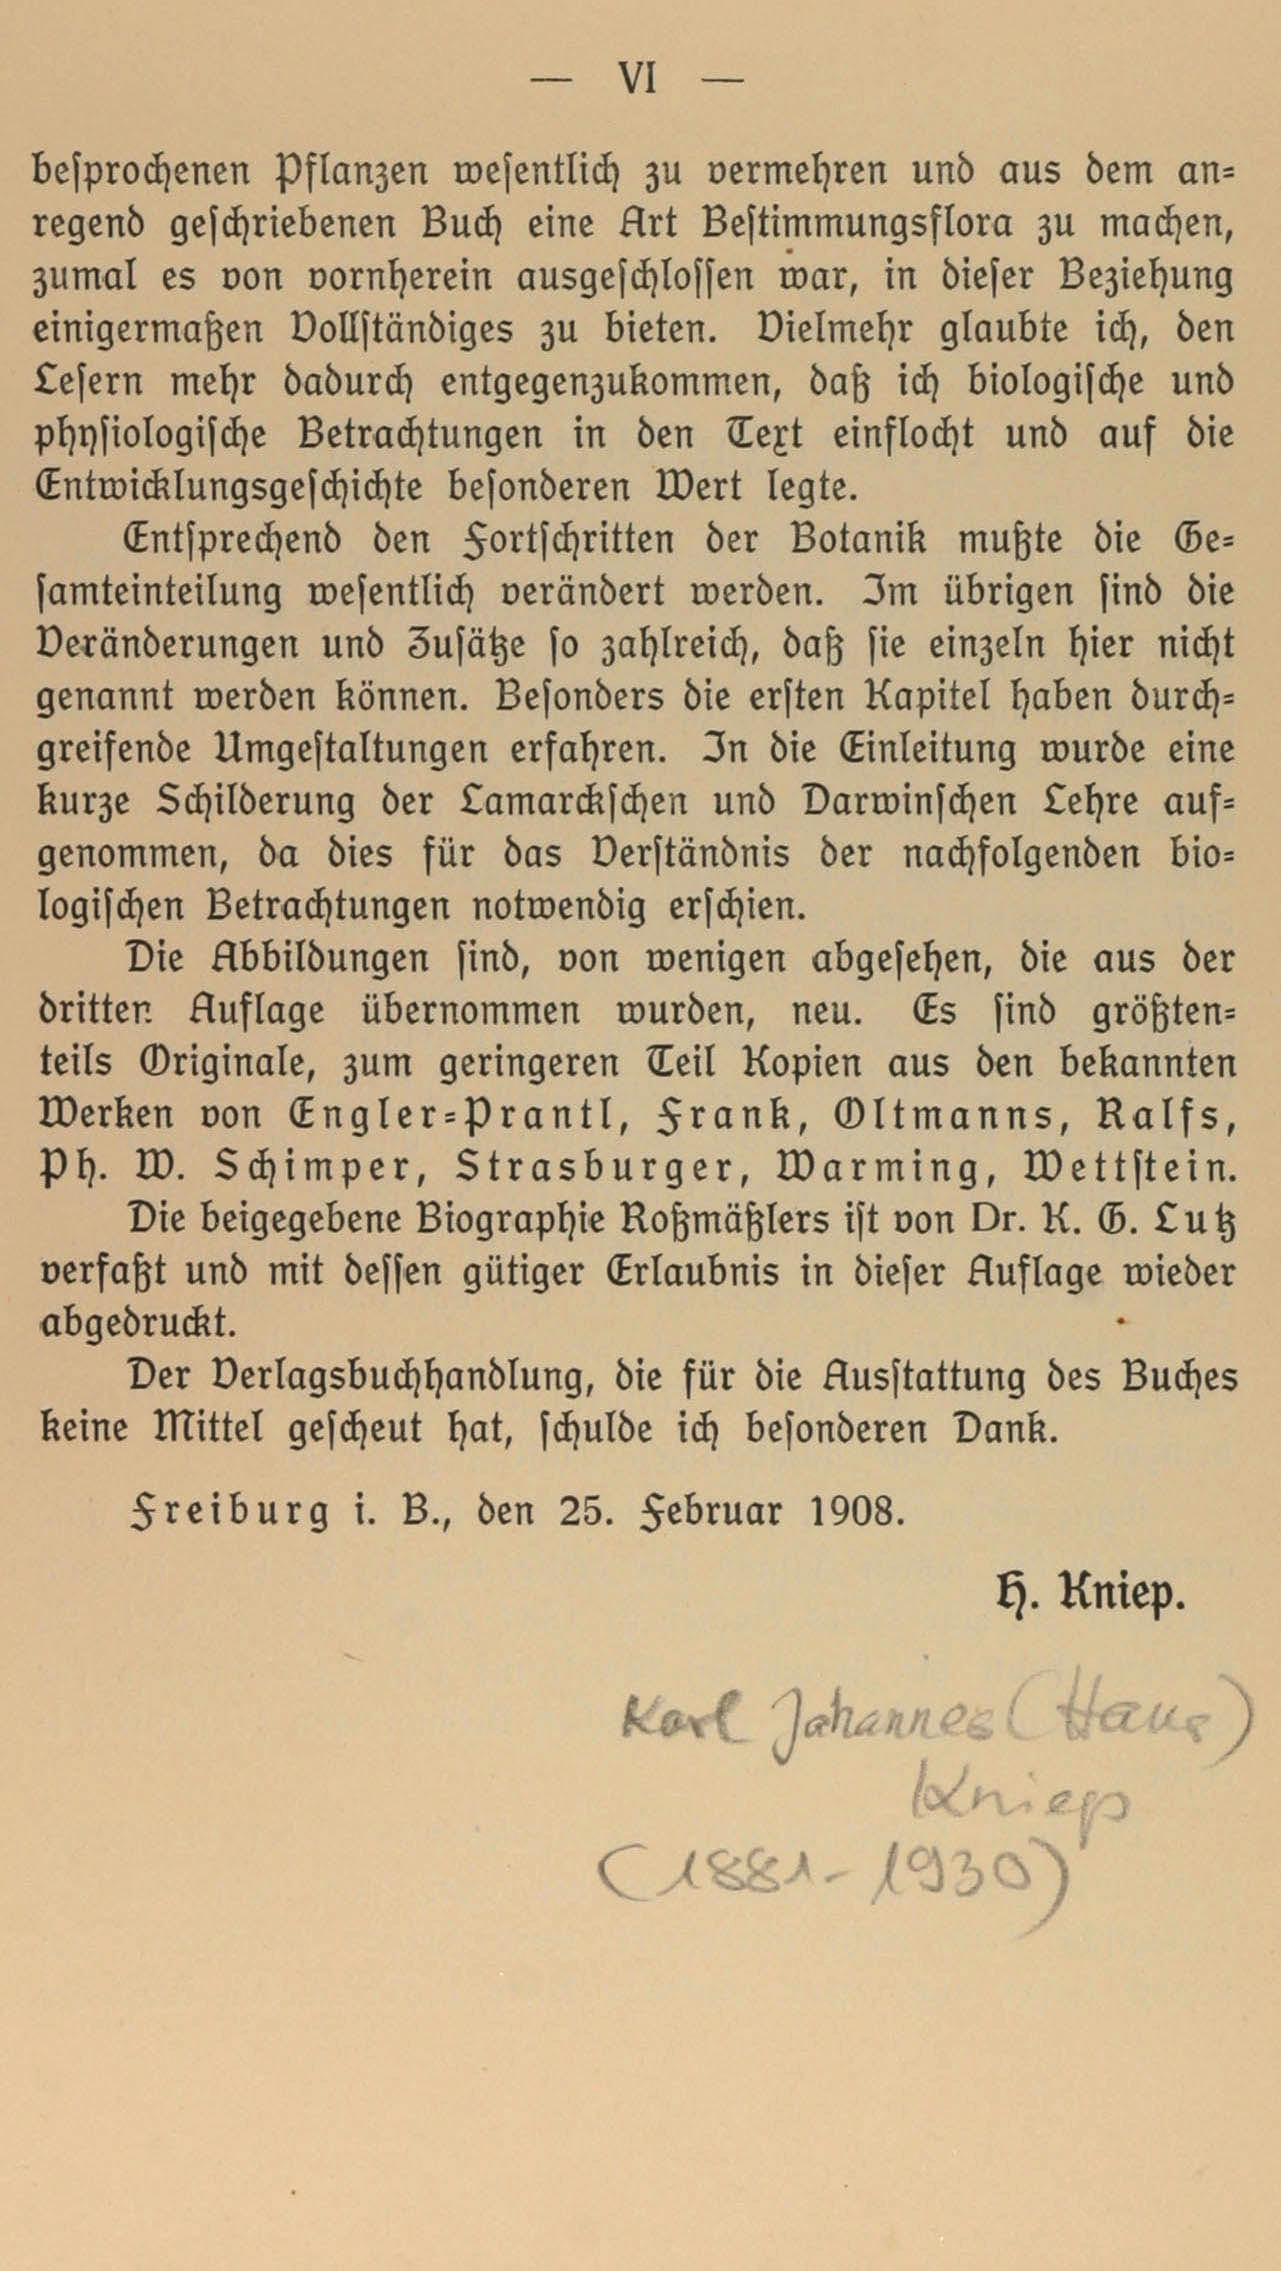 — VI —
besprochenen Pflanzen wesentlich zu vermehren und aus dem an-
regend geschriebenen Buch eine Art Bestimmungsflora zu machen,
zumal es von vornherein ausgeschlossen war, in dieser Beziehung
einigermaßen Vollständiges zu bieten. Vielmehr glaubte ich, den
Lesern mehr dadurch entgegenzukommen, daß ich biologische und
physiologische Betrachtungen in den Text einflocht und auf die
Entwicklungsgeschichte besonderen Wert legte.
Entsprechend den Fortschritten der Botanik mußte die Ge-
samteinteilung wesentlich verändert werden. Im übrigen sind die
Veränderungen und Zusätze so zahlreich, daß sie einzeln hier nicht
genannt werden können. Besonders die ersten Kapitel haben durch-
greifende Umgestaltungen erfahren. In die Einleitung wurde eine
kurze Schilderung der Lamarckschen und Darwinschen Lehre auf-
genommen, da dies für das Verständnis der nachfolgenden bio-
logischen Betrachtungen notwendig erschien.
Die Abbildungen sind, von wenigen abgesehen, die aus der
dritten Auflage übernommen wurden, neu. Es sind größten-
teils Originale, zum geringeren Teil Kopien aus den bekannten
Werken von Engler-Prantl, Frank, Oltmanns, Ralfs,
Ph. W. Schimper, Strasburger, Warming, Wettstein.
Die beigegebene Biographie Roßmäßlers ist von Dr. K. G. Lutz
verfaßt und mit dessen gütiger Erlaubnis in dieser Auflage wieder
abgedruckt.
Der Verlagsbuchhandlung, die für die Ausstattung des Buches
keine Mittel gescheut hat, schulde ich besonderen Dank.
Freiburg i. B., den 25. Februar 1908.
H. Kniep.
Karl Johannes (Hans)
Kniep
(1881-1930)